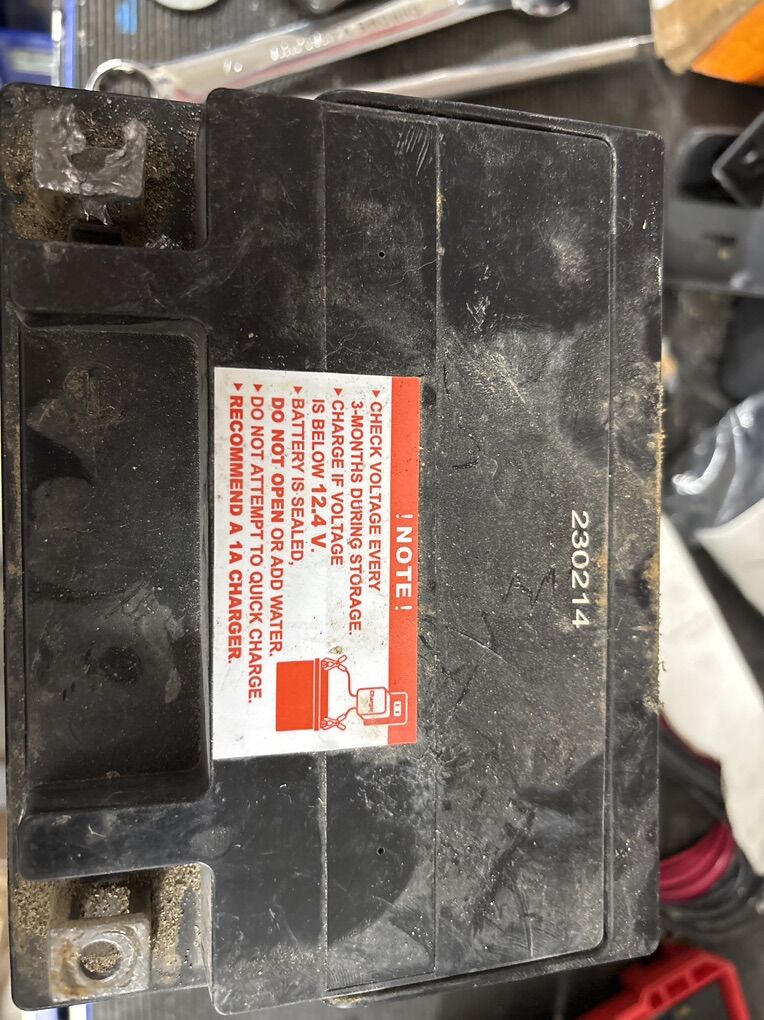 230214
! NOTE !
▸ CHECK VOLTAGE EVERY
3-MONTHS DURING STORAGE.
▸ CHARGE IF VOLTAGE
IS BELOW 12.4 V.
▸ BATTERY IS SEALED,
DO NOT OPEN OR ADD WATER.
▸ DO NOT ATTEMPT TO QUICK CHARGE.
▸ RECOMMEND A 1A CHARGER.